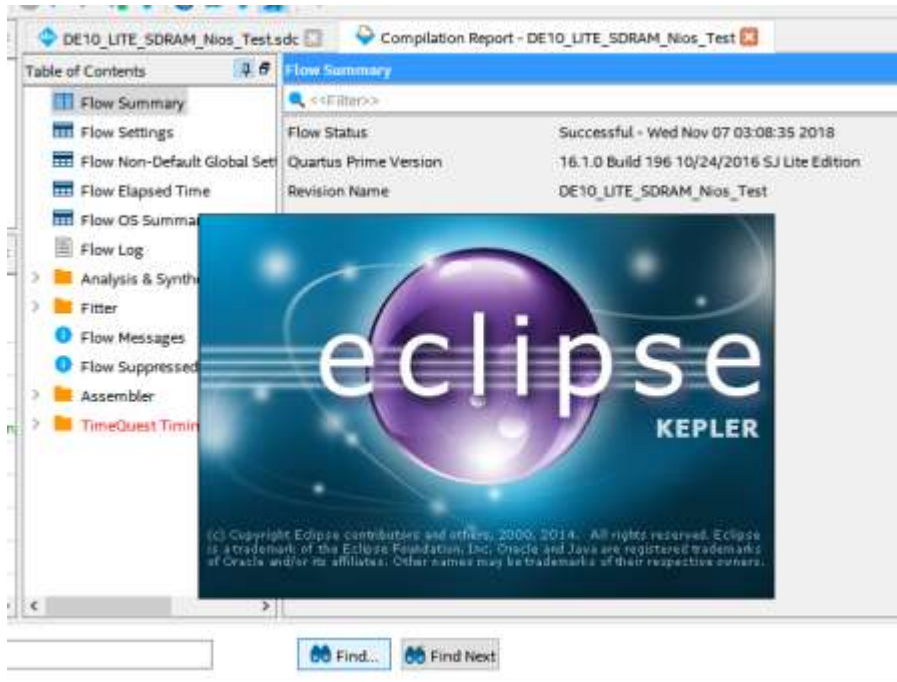 DE10_LITE_SDRAM_Nios_Test.sdc
Compilation Report - DE10_LITE_SDRAM_Nios_Test
Table of Contents
Flow Summary
<<Filter>>
Flow Summary
Flow Settings
Flow Non-Default Global Sett
Flow Elapsed Time
Flow OS Summar
Flow Log
Analysis & Synthe
Fitter
Flow Messages
Flow Suppressed
Assembler
TimeQuest Timin
Flow Status Successful - Wed Nov 07 03:08:35 2018
Quartus Prime Version 16.1.0 Build 196 10/24/2016 SJ Lite Edition
Revision Name DE10_LITE_SDRAM_Nios_Test
eclipse
KEPLER
(c) Copyright Eclipse contributors and others, 2000, 2014. All rights reserved. Eclipse
is a trademark of the Eclipse Foundation, Inc. Oracle and Java are registered trademarks
of Oracle and/or its affiliates. Other names may be trademarks of their respective owners.
Find... Find Next